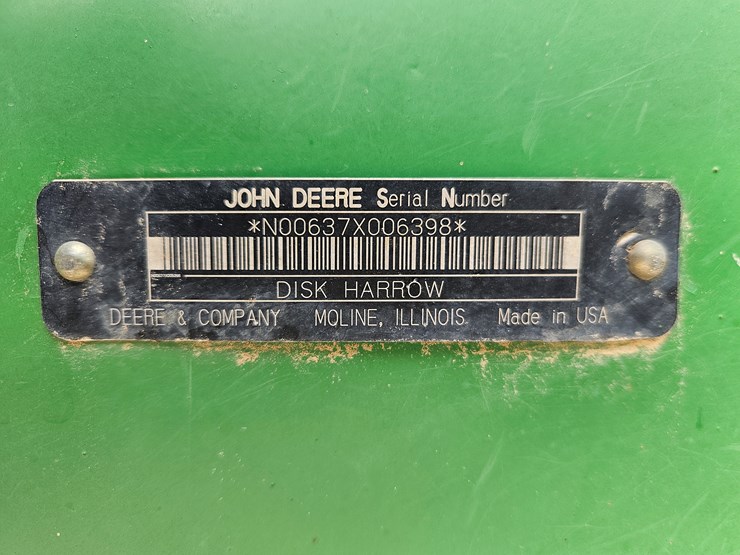 JOHN DEERE Serial Number
*N00637X006398*
DISK HARROW
DEERE & COMPANY MOLINE, ILLINOIS Made in USA